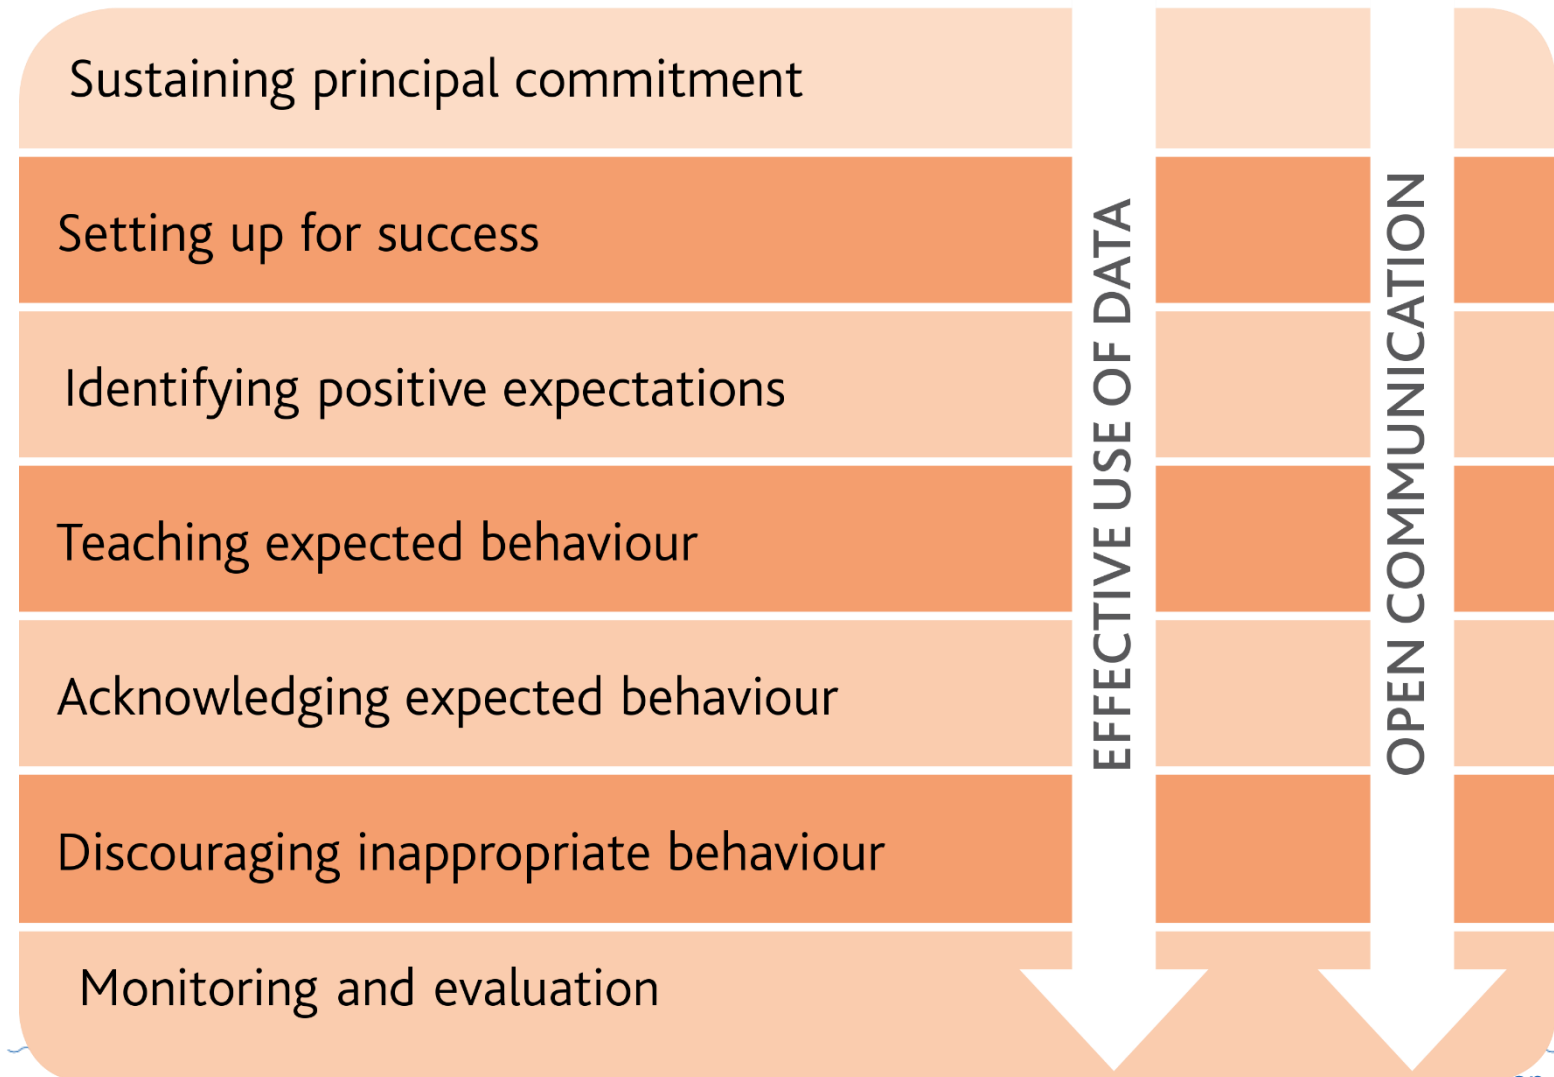 Sustaining principal commitment
Setting up for success
Identifying positive expectations
Teaching expected behaviour
Acknowledging expected behaviour
Discouraging inappropriate behaviour
Monitoring and evaluation
EFFECTIVE USE OF DATA
OPEN COMMUNICATION